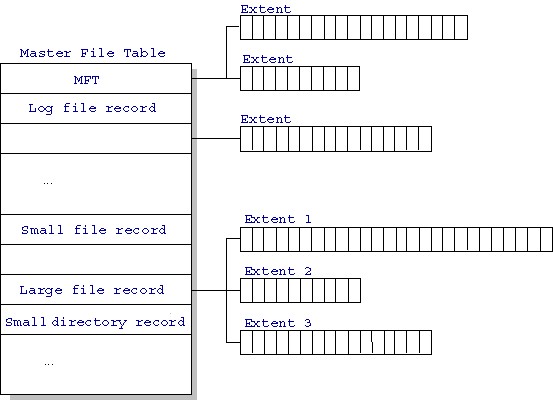 Extent
Master File Table
Extent
MFT
Log file record
Extent
...
Small file record
Extent 1
Extent 2
Large file record
Small directory record
Extent 3
...